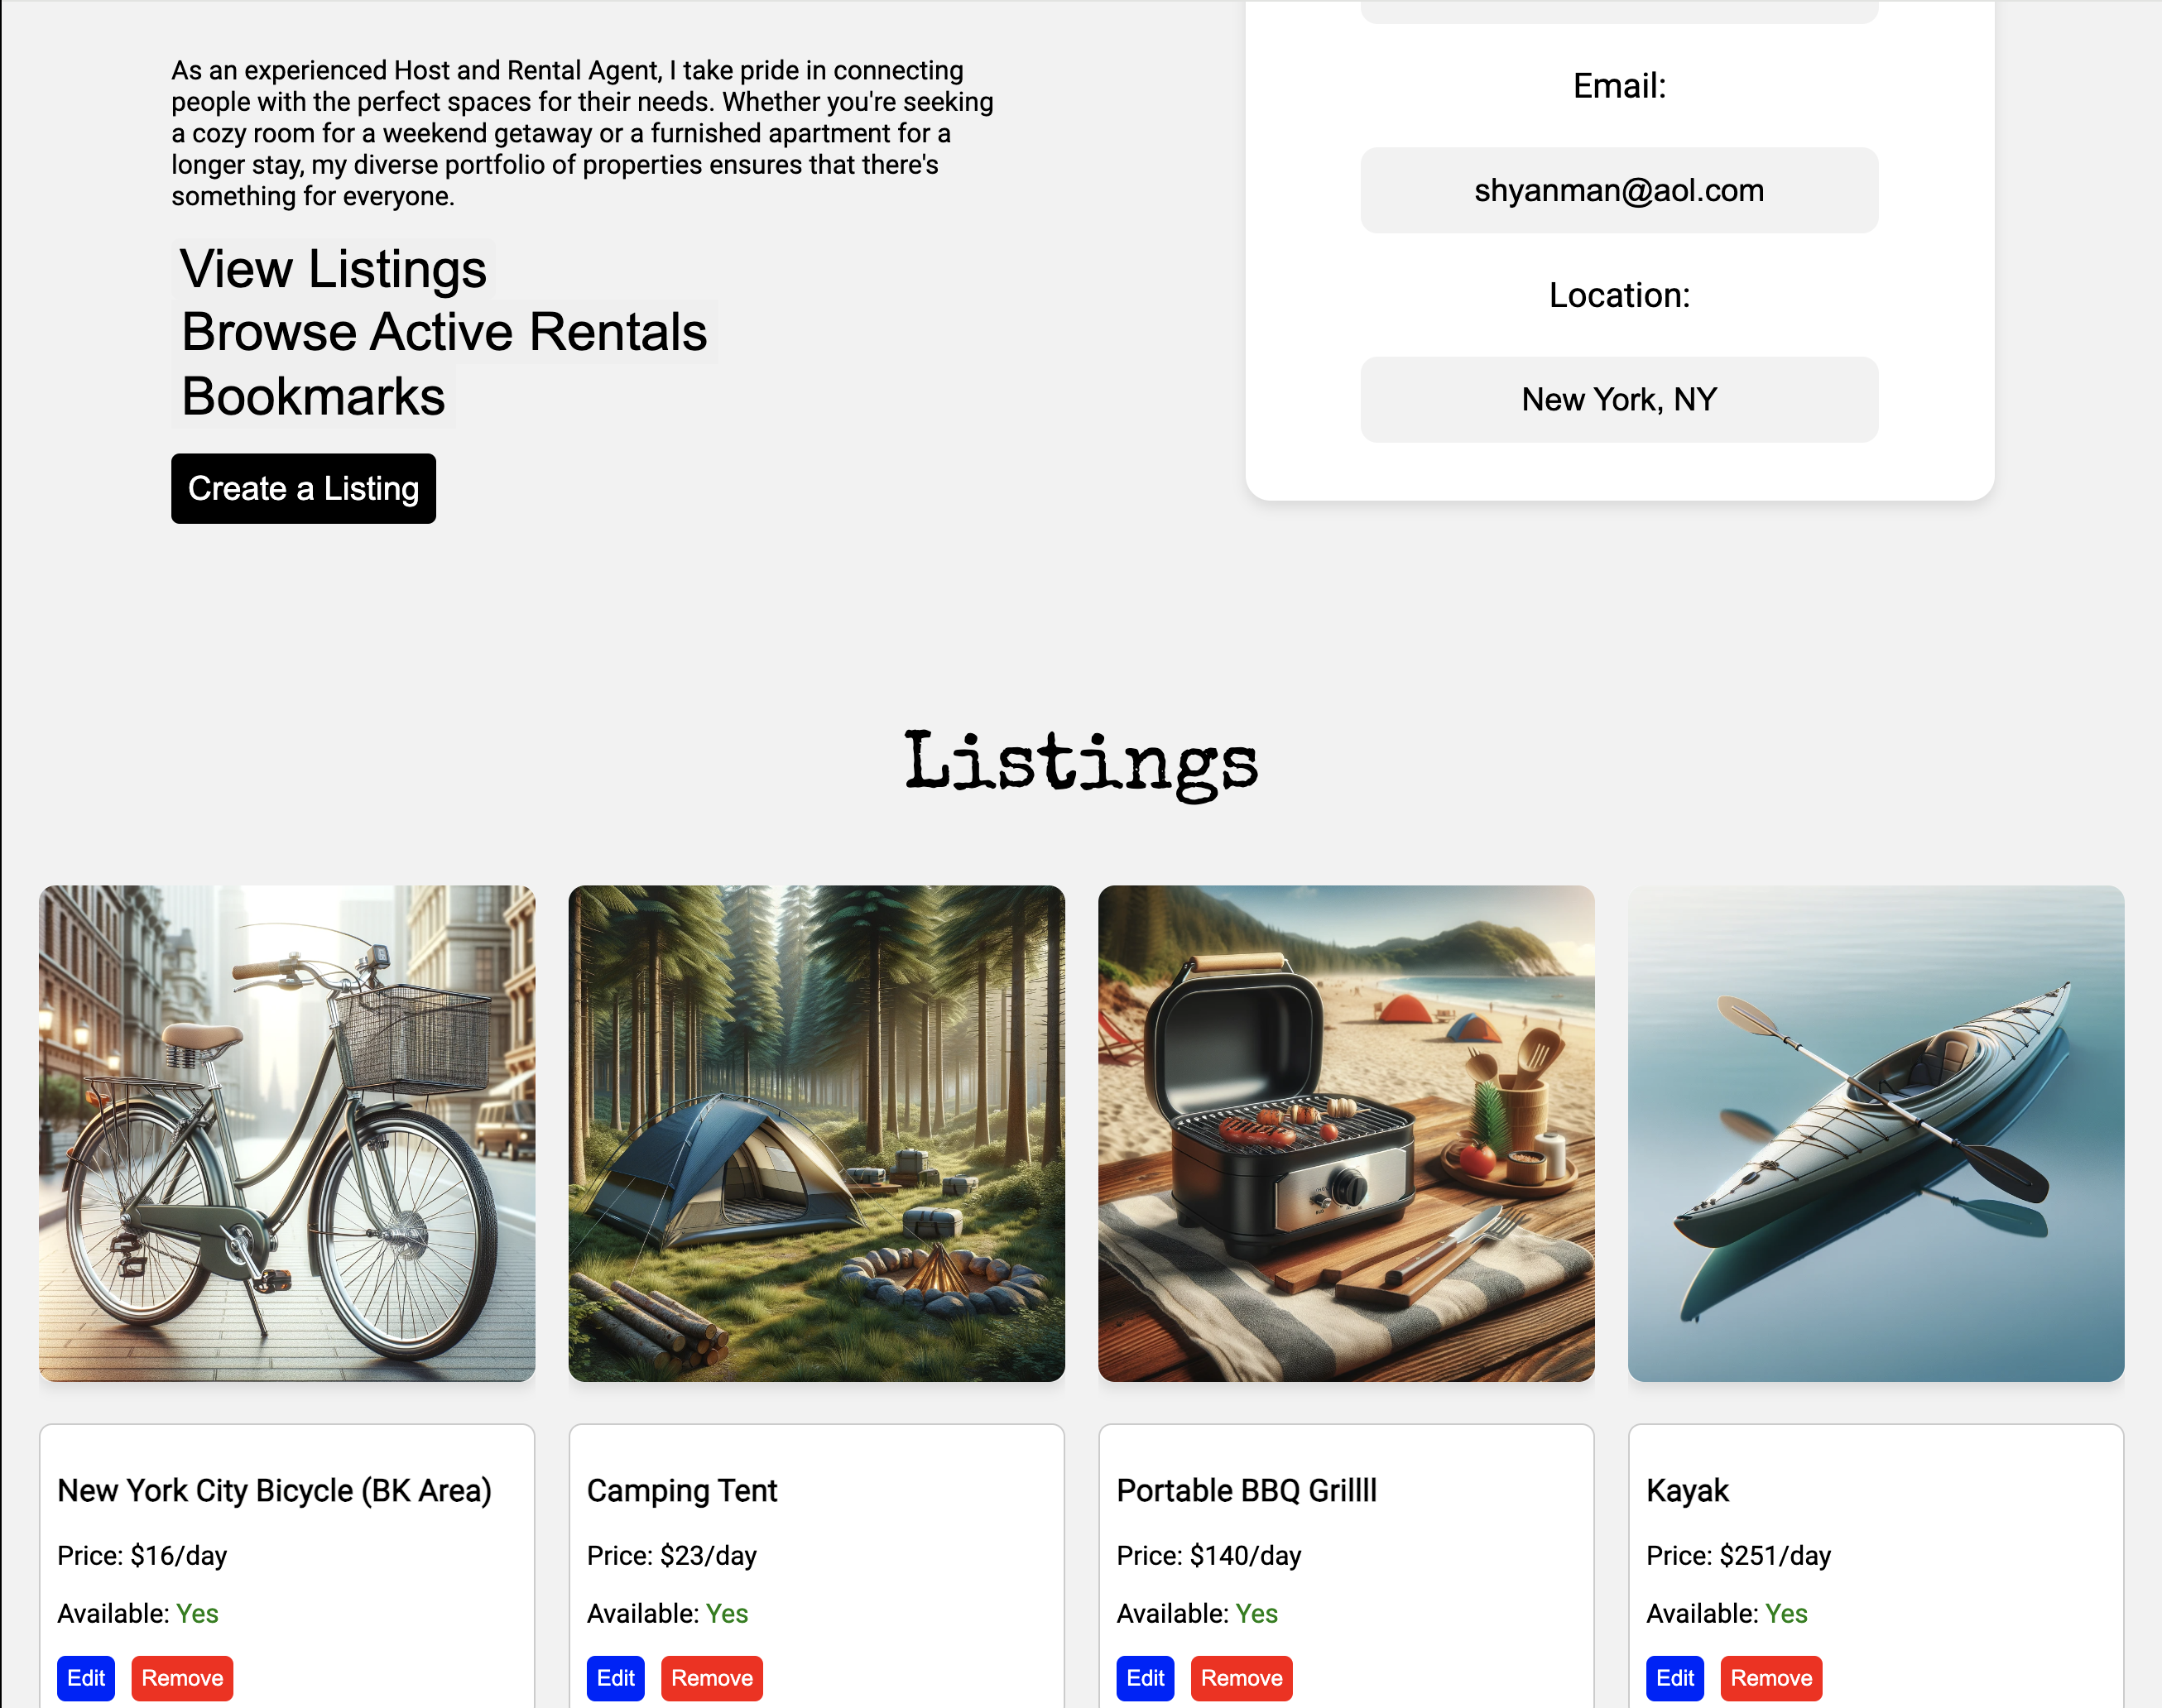 As an experienced Host and Rental Agent, I take pride in connecting
people with the perfect spaces for their needs. Whether you're seeking
a cozy room for a weekend getaway or a furnished apartment for a
longer stay, my diverse portfolio of properties ensures that there's
something for everyone.
View Listings
Browse Active Rentals
Bookmarks
Create a Listing
Email:
shyanman@aol.com
Location:
New York, NY
Listings
New York City Bicycle (BK Area)
Price: $16/day
Available: Yes
Edit Remove
Camping Tent
Price: $23/day
Available: Yes
Edit Remove
Portable BBQ Grillll
Price: $140/day
Available: Yes
Edit Remove
Kayak
Price: $251/day
Available: Yes
Edit Remove